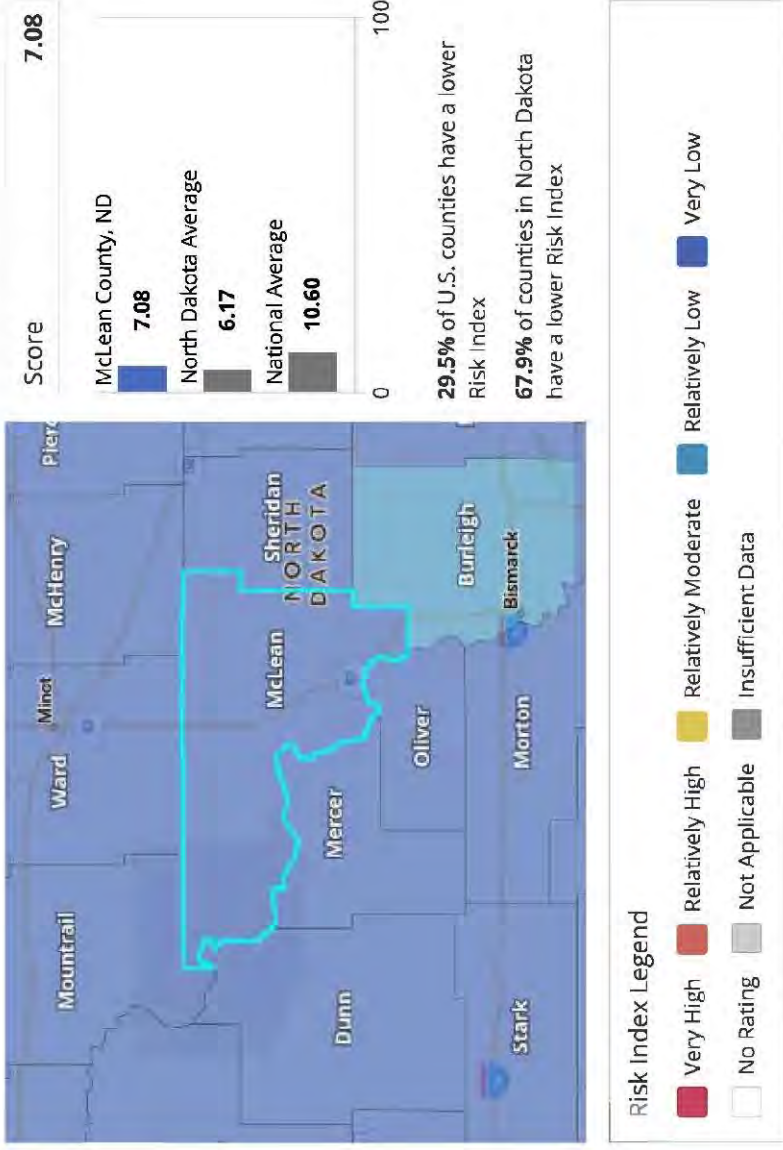 Mountrail
Ward
Minot
McHenry
Pierc
McLean
Sheridan
NORTH
DAKOTA
Dunn
Mercer
Oliver
Burleigh
Bismarck
Stark
Morton
Score 7.08
McLean County, ND
7.08
North Dakota Average
6.17
National Average
10.60
0 100
29.5% of U.S. counties have a lower
Risk Index
67.9% of counties in North Dakota
have a lower Risk Index
Risk Index Legend
Very High Relatively High Relatively Moderate Relatively Low Very Low
No Rating Not Applicable Insufficient Data